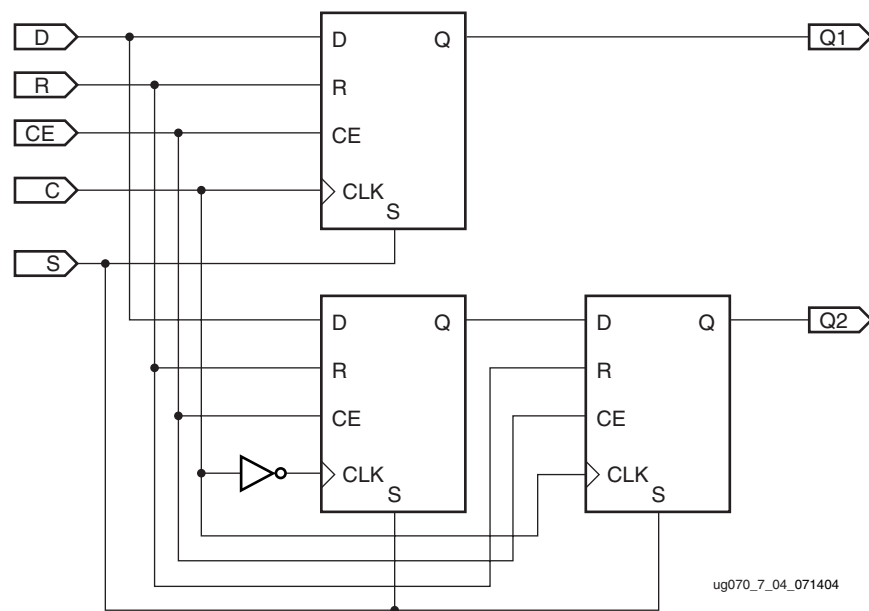 D D Q Q1
R R
CE CE
C CLK
S S
D Q D Q Q2
R R
CE CE
CLK CLK
S S
ug070_7_04_071404